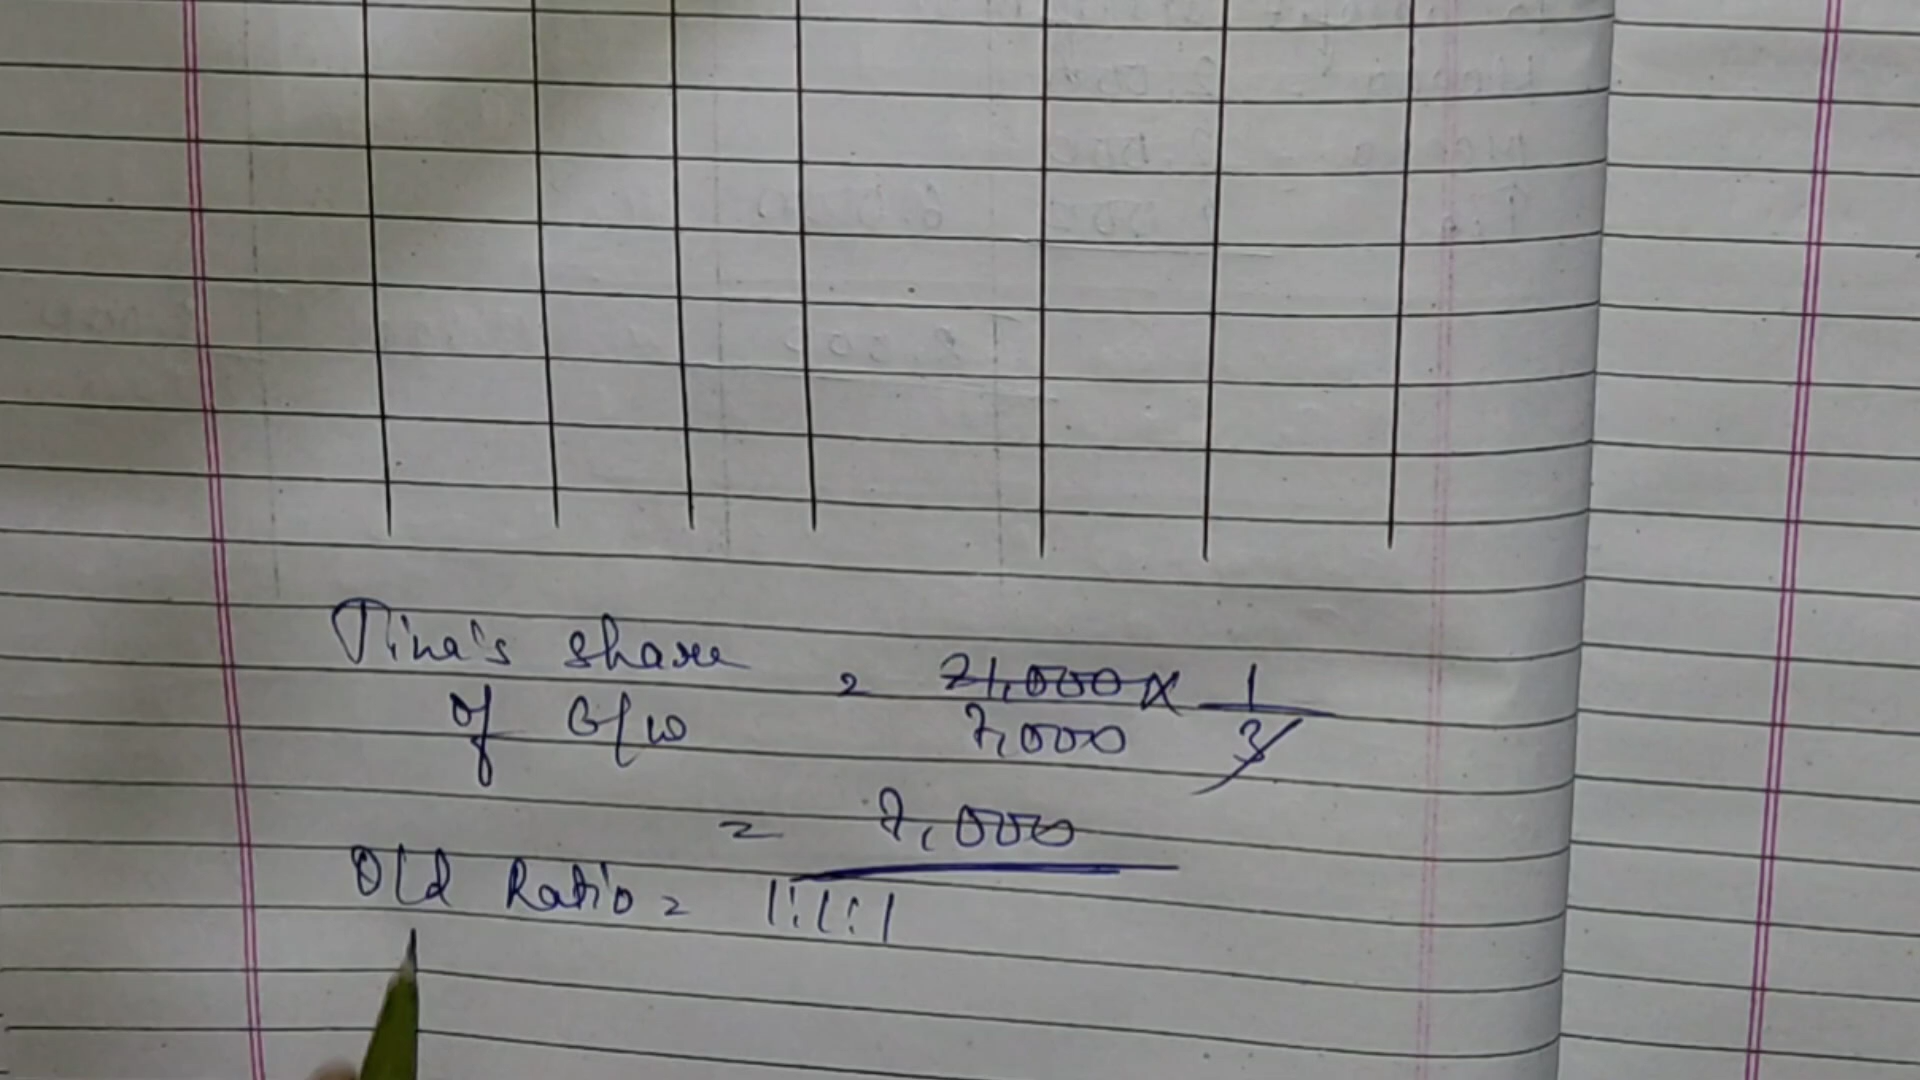 Tina's share = 21,000 x 1
of G/w 7,000 3
= 7,000
Old Ratio = 1:1:1